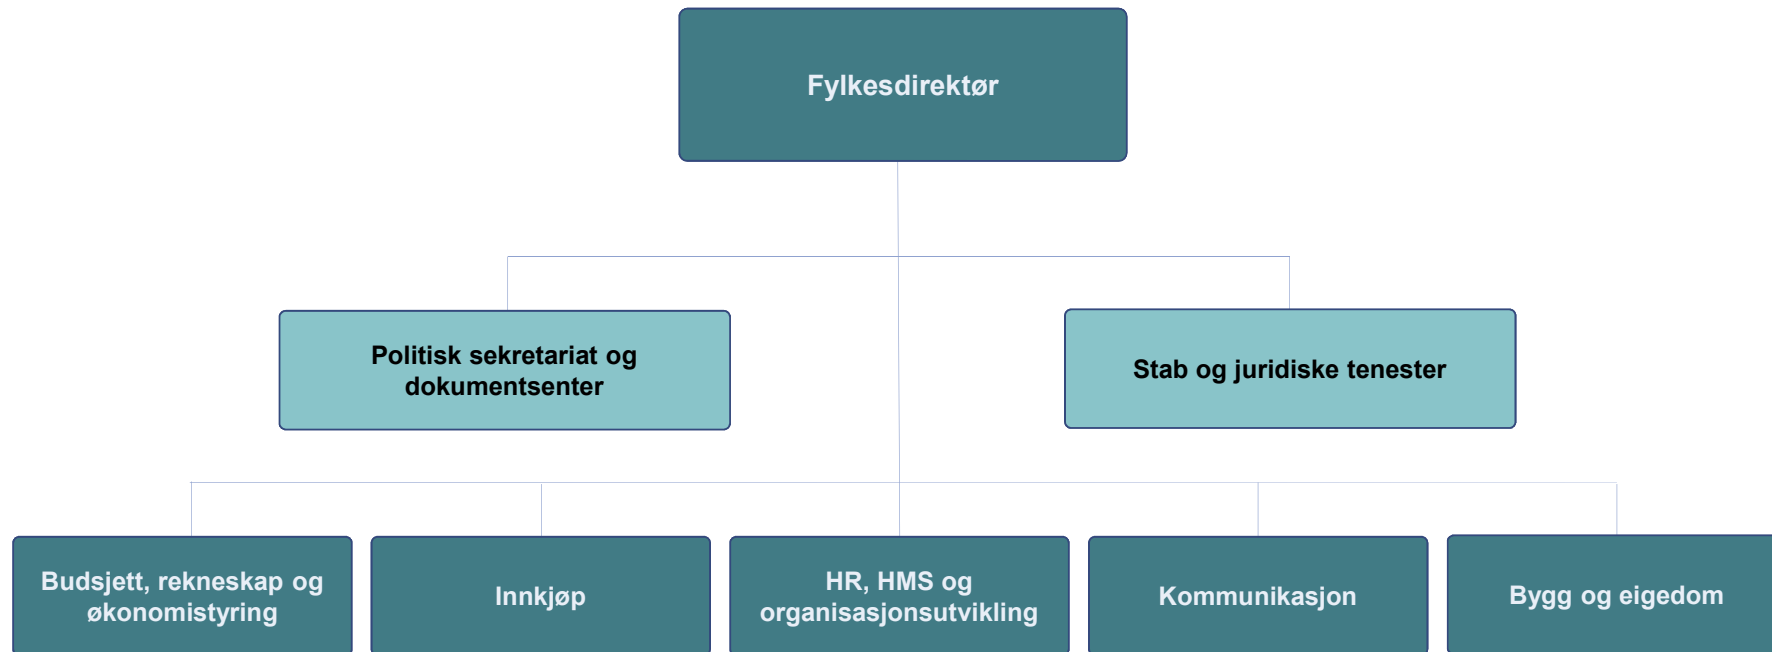 Fylkesdirektør
Politisk sekretariat og
dokumentsenter
Stab og juridiske tenester
Budsjett, rekneskap og
økonomistyring
Innkjøp
HR, HMS og
organisasjonsutvikling
Kommunikasjon
Bygg og eigedom